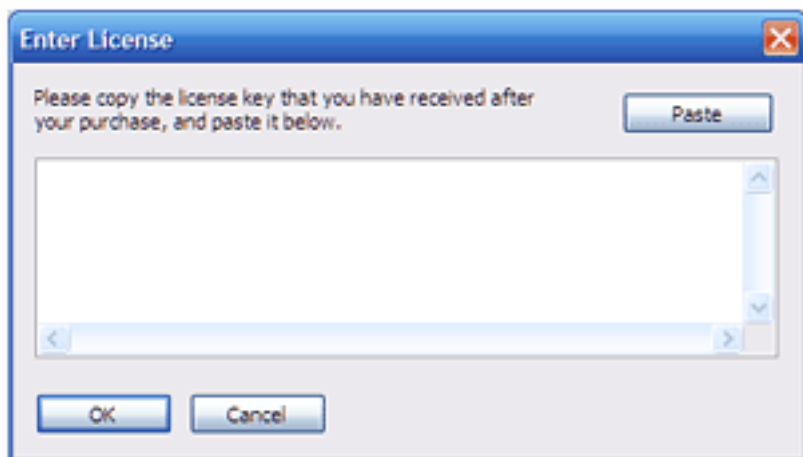 Enter License
Please copy the license key that you have received after
your purchase, and paste it below.
Paste
OK
Cancel